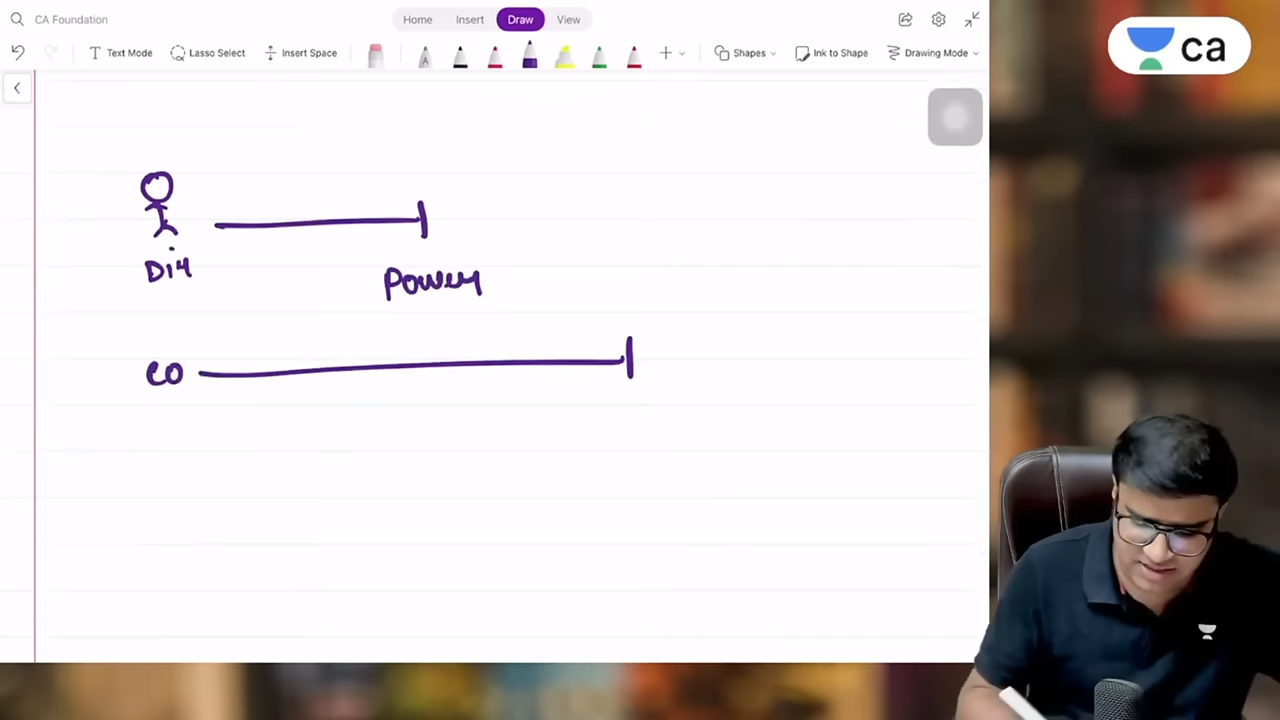 CA Foundation
Home Insert Draw View
Text Mode Lasso Select Insert Space Shapes Ink to Shape Drawing Mode
ca
Dir
Power
CO